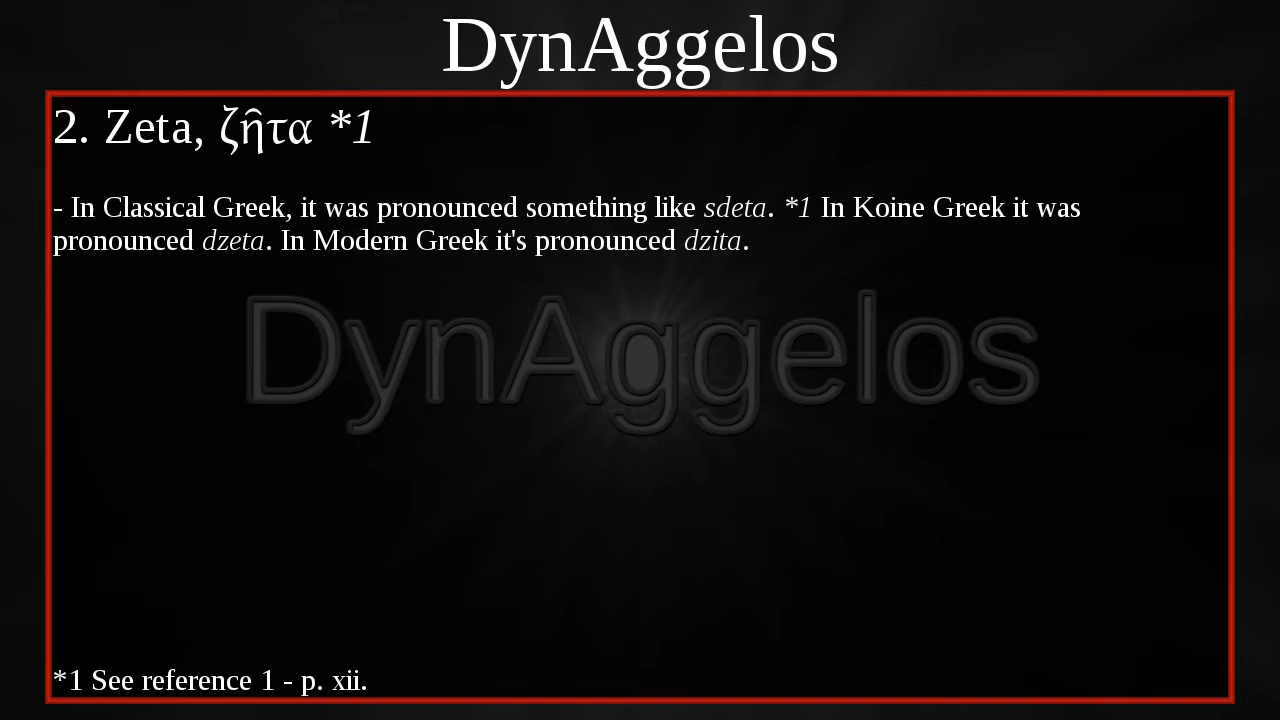 DynAggelos
2. Zeta, ζῆτα *1
- In Classical Greek, it was pronounced something like sdeta. *1 In Koine Greek it was
pronounced dzeta. In Modern Greek it's pronounced dzita.
DynAggelos
*1 See reference 1 - p. xii.